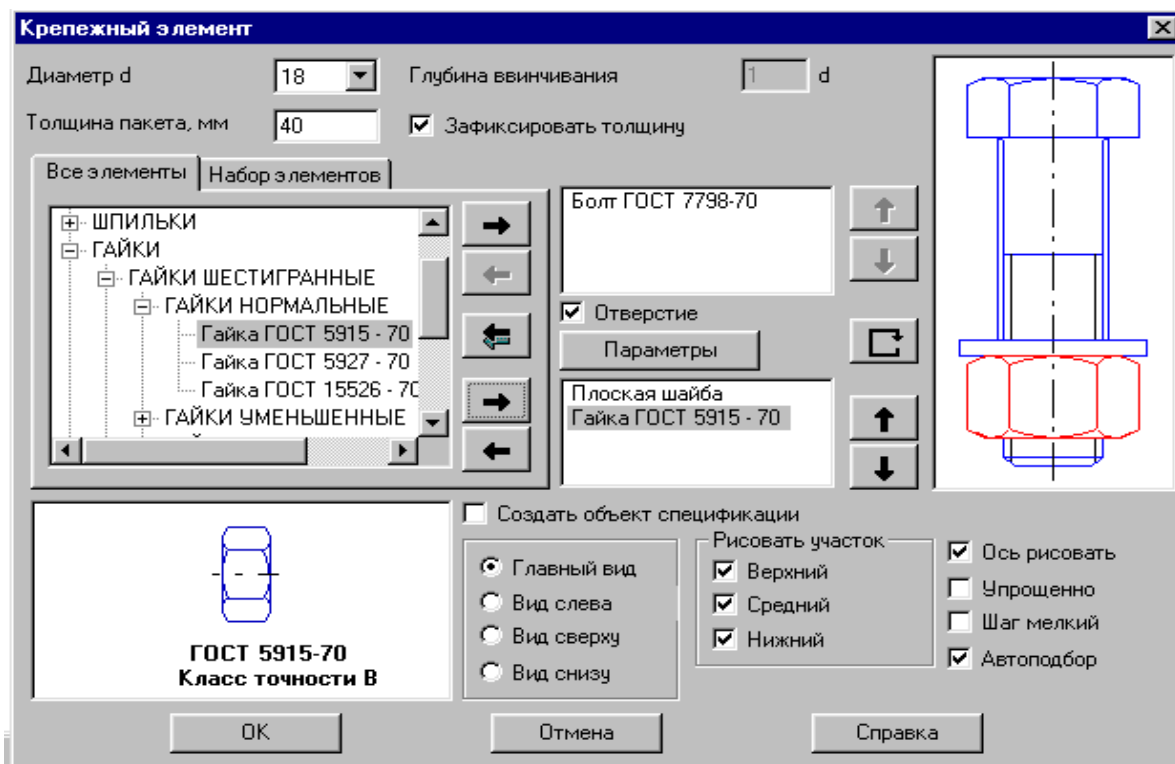 Крепежный элемент
Диаметр d 18 Глубина ввинчивания 1 d
Толщина пакета, мм 40 Зафиксировать толщину
Все элементы Набор элементов
ШПИЛЬКИ
ГАЙКИ
ГАЙКИ ШЕСТИГРАННЫЕ
ГАЙКИ НОРМАЛЬНЫЕ
Гайка ГОСТ 5915 - 70
Гайка ГОСТ 5927 - 70
Гайка ГОСТ 15526 - 70
ГАЙКИ УМЕНЬШЕННЫЕ
Болт ГОСТ 7798-70
Отверстие
Параметры
Плоская шайба
Гайка ГОСТ 5915 - 70
ГОСТ 5915-70
Класс точности В
Создать объект спецификации
Главный вид
Вид слева
Вид сверху
Вид снизу
Рисовать участок
Верхний
Средний
Нижний
Ось рисовать
Упрощенно
Шаг мелкий
Автоподбор
OK Отмена Справка